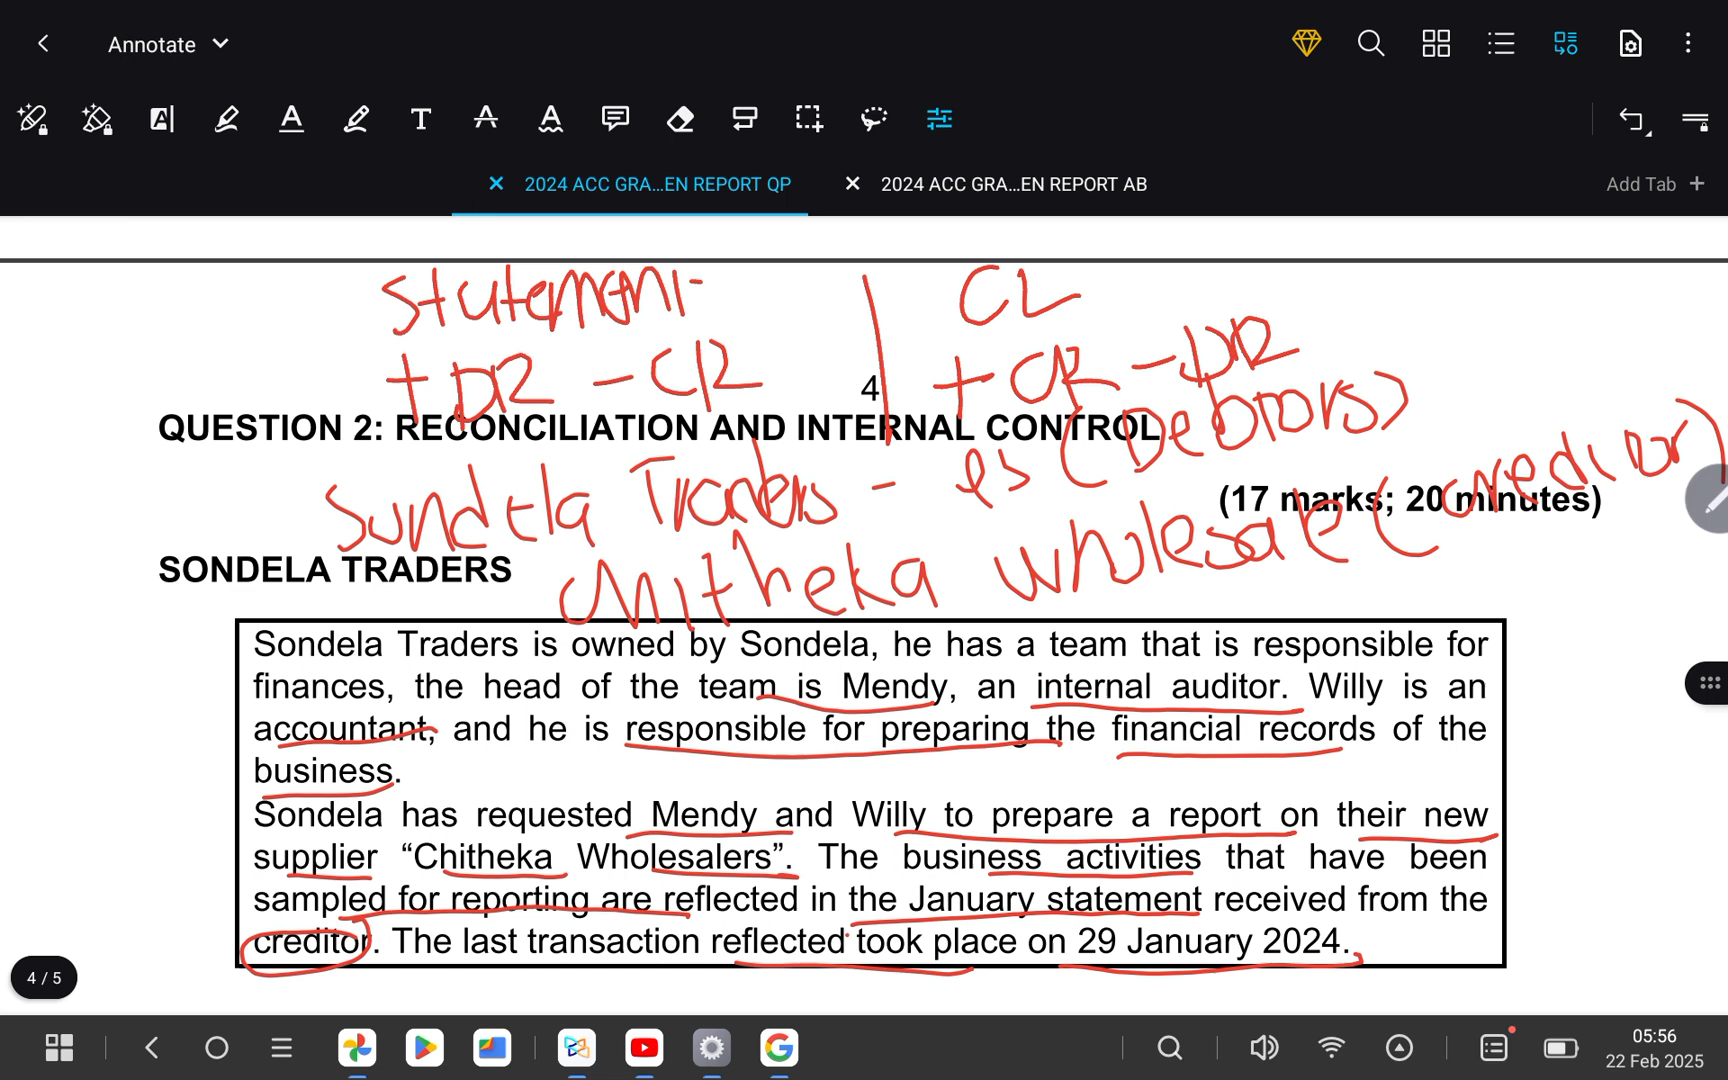 Annotate
2024 ACC GRA...EN REPORT QP
2024 ACC GRA...EN REPORT AB
Add Tab +
Statement
CL
+ DR - CR
+ CR - DR
4
QUESTION 2: RECONCILIATION AND INTERNAL CONTROL
Sondela Traders - es (Debtors)
(17 marks; 20 minutes)
Chitheka wholesale (creditor)
SONDELA TRADERS
Sondela Traders is owned by Sondela, he has a team that is responsible for
finances, the head of the team is Mendy, an internal auditor. Willy is an
accountant, and he is responsible for preparing the financial records of the
business.
Sondela has requested Mendy and Willy to prepare a report on their new
supplier “Chitheka Wholesalers”. The business activities that have been
sampled for reporting are reflected in the January statement received from the
creditor. The last transaction reflected took place on 29 January 2024.
4 / 5
05:56
22 Feb 2025